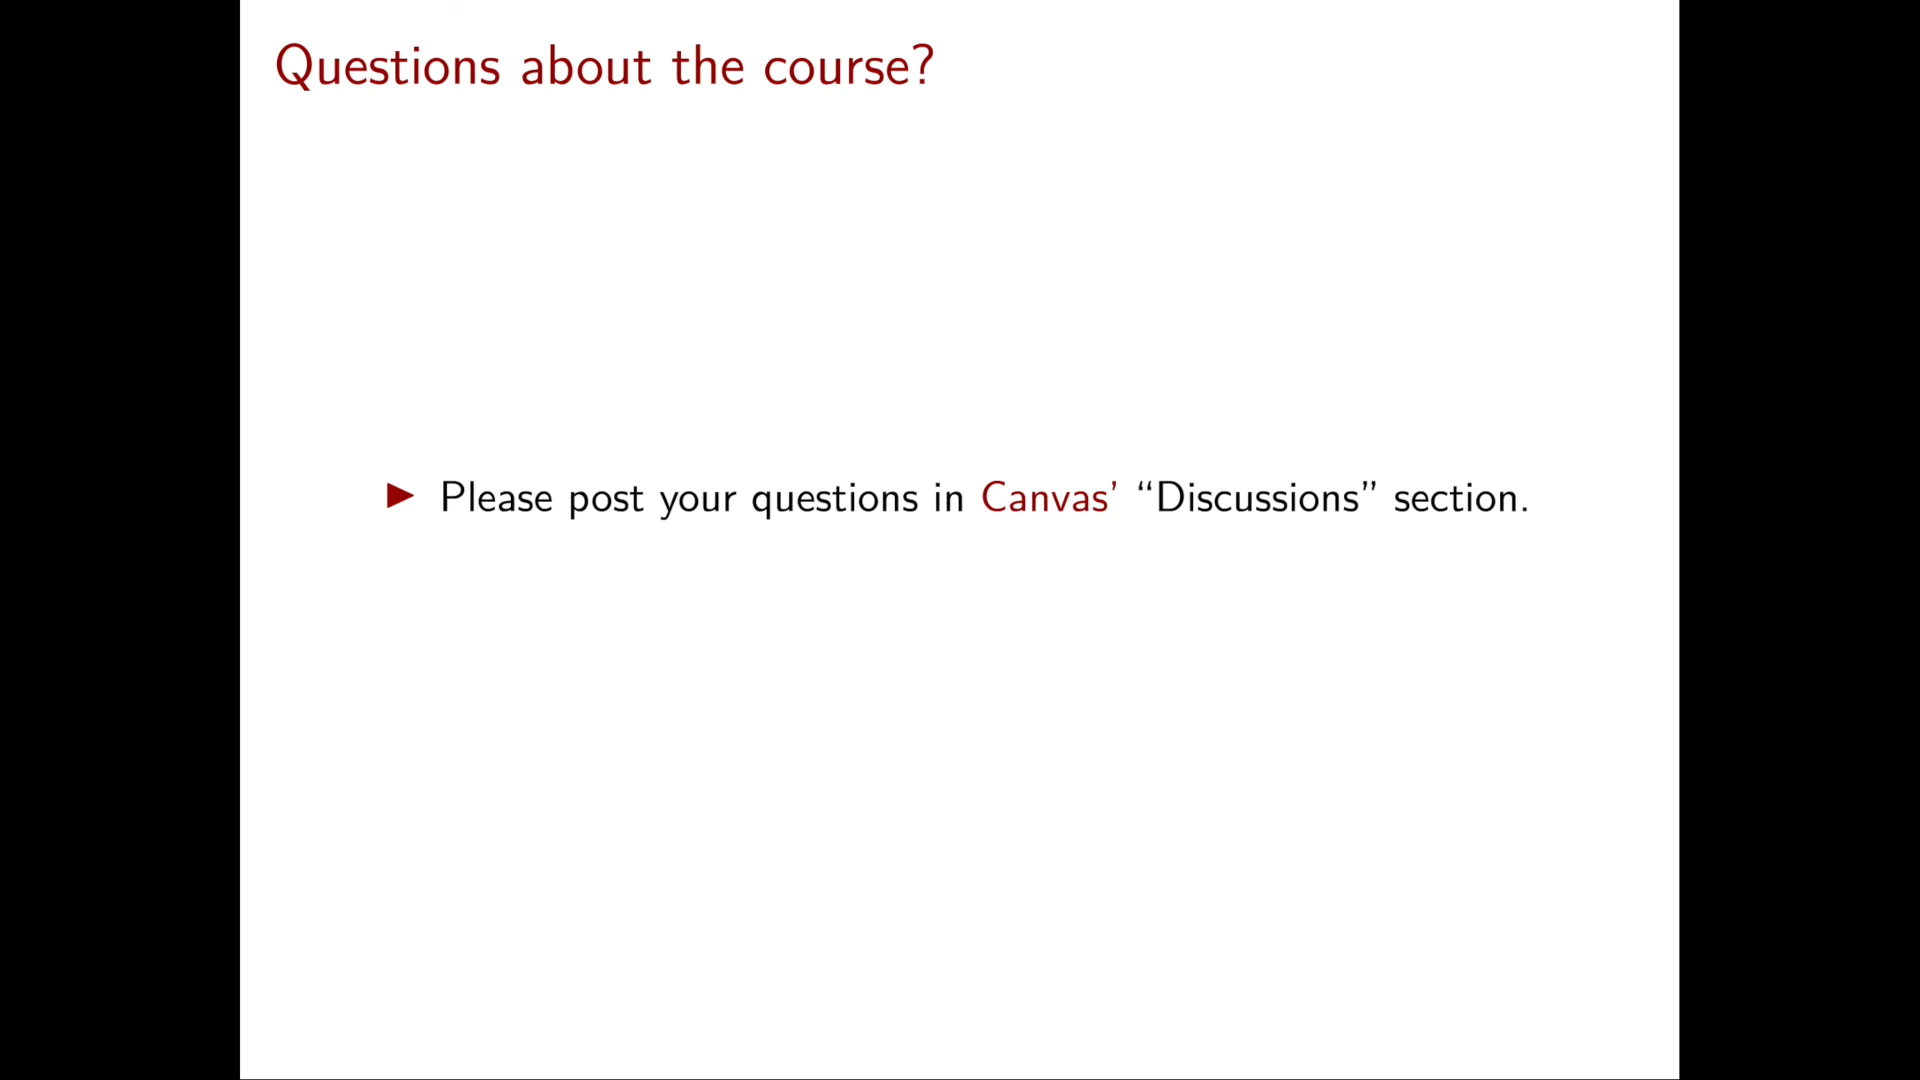 Questions about the course?
▶ Please post your questions in Canvas’ “Discussions” section.